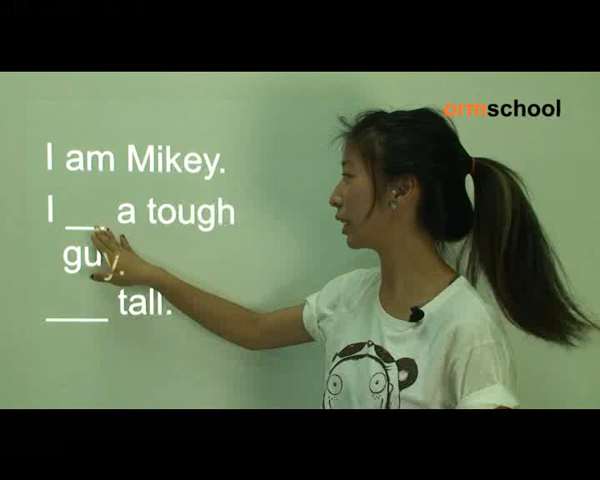 ormschool
I am Mikey.
I __ a tough
guy.
___ tall.